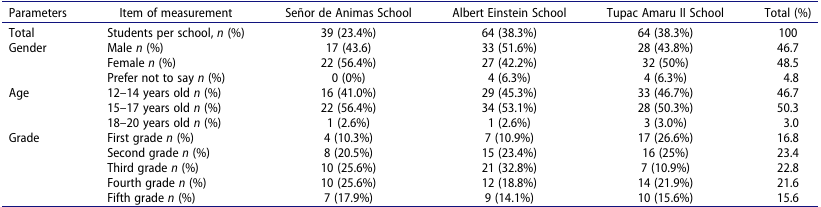 Parameters Item of measurement Señor de Animas School Albert Einstein School Tupac Amaru II School Total (%)
Total Students per school, n (%) 39 (23.4%) 64 (38.3%) 64 (38.3%) 100
Gender Male n (%) 17 (43.6) 33 (51.6%) 28 (43.8%) 46.7
Female n (%) 22 (56.4%) 27 (42.2%) 32 (50%) 48.5
Prefer not to say n (%) 0 (0%) 4 (6.3%) 4 (6.3%) 4.8
Age 12–14 years old n (%) 16 (41.0%) 29 (45.3%) 33 (46.7%) 46.7
15–17 years old n (%) 22 (56.4%) 34 (53.1%) 28 (50.3%) 50.3
18–20 years old n (%) 1 (2.6%) 1 (2.6%) 3 (3.0%) 3.0
Grade First grade n (%) 4 (10.3%) 7 (10.9%) 17 (26.6%) 16.8
Second grade n (%) 8 (20.5%) 15 (23.4%) 16 (25%) 23.4
Third grade n (%) 10 (25.6%) 21 (32.8%) 7 (10.9%) 22.8
Fourth grade n (%) 10 (25.6%) 12 (18.8%) 14 (21.9%) 21.6
Fifth grade n (%) 7 (17.9%) 9 (14.1%) 10 (15.6%) 15.6